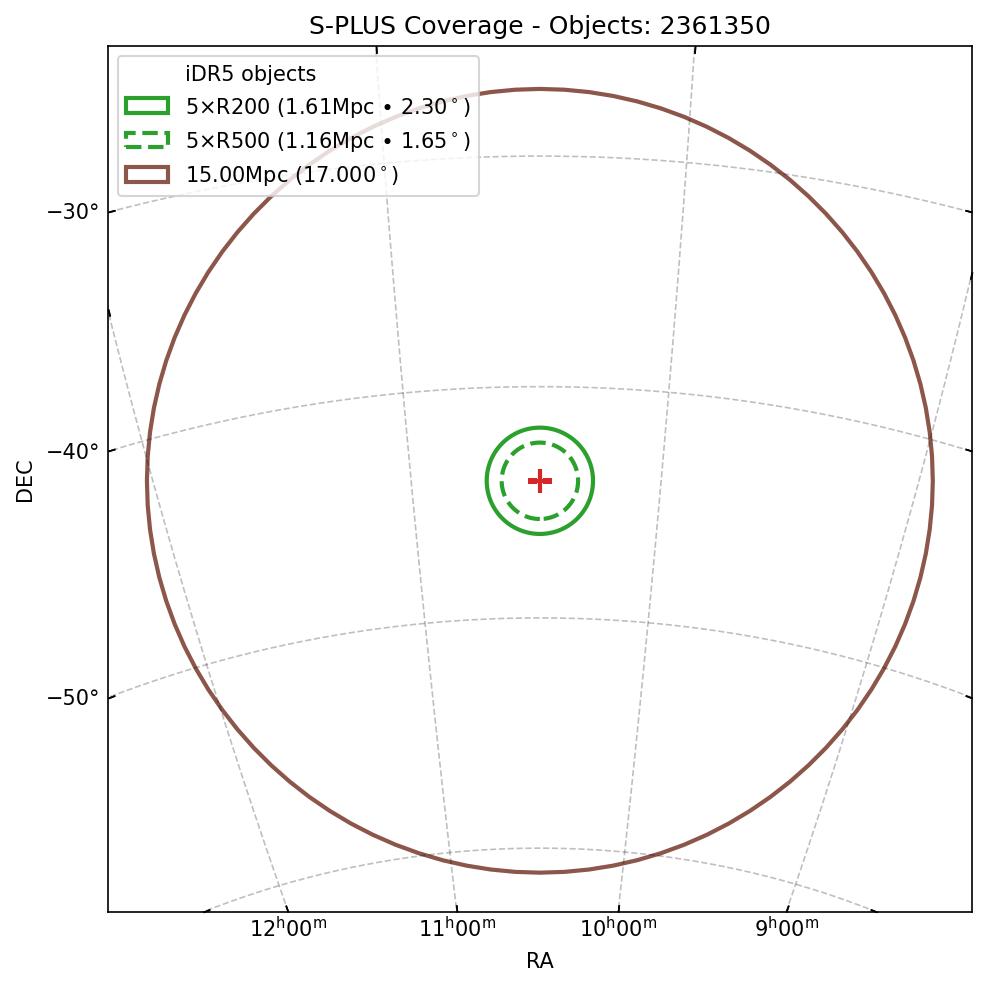 S-PLUS Coverage - Objects: 2361350
iDR5 objects
5×R200 (1.61Mpc • 2.30°)
5×R500 (1.16Mpc • 1.65°)
15.00Mpc (17.000°)
−30°
−40°
−50°
DEC
12ʰ00ᵐ 11ʰ00ᵐ 10ʰ00ᵐ 9ʰ00ᵐ
RA